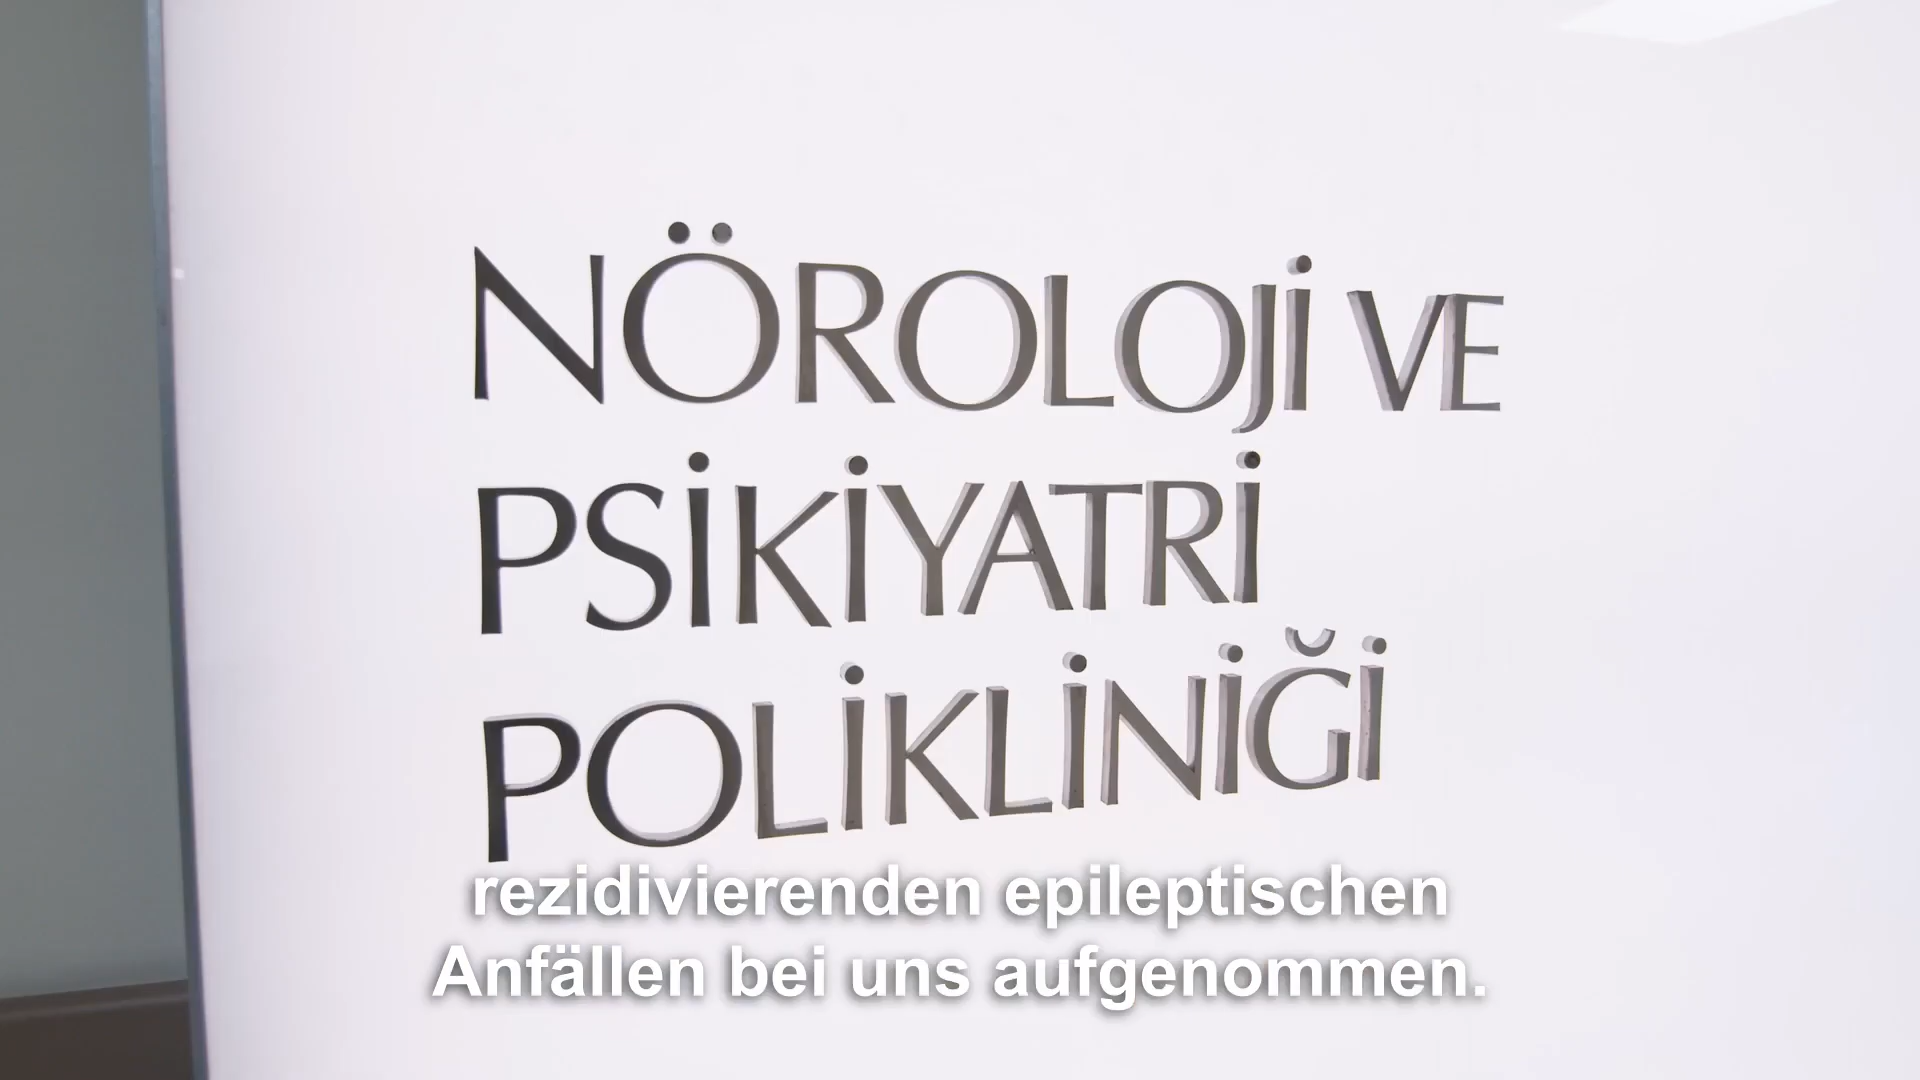 NÖROLOJİ VE
PSİKİYATRİ
POLİKLİNİĞİ
rezidivierenden epileptischen
Anfällen bei uns aufgenommen.